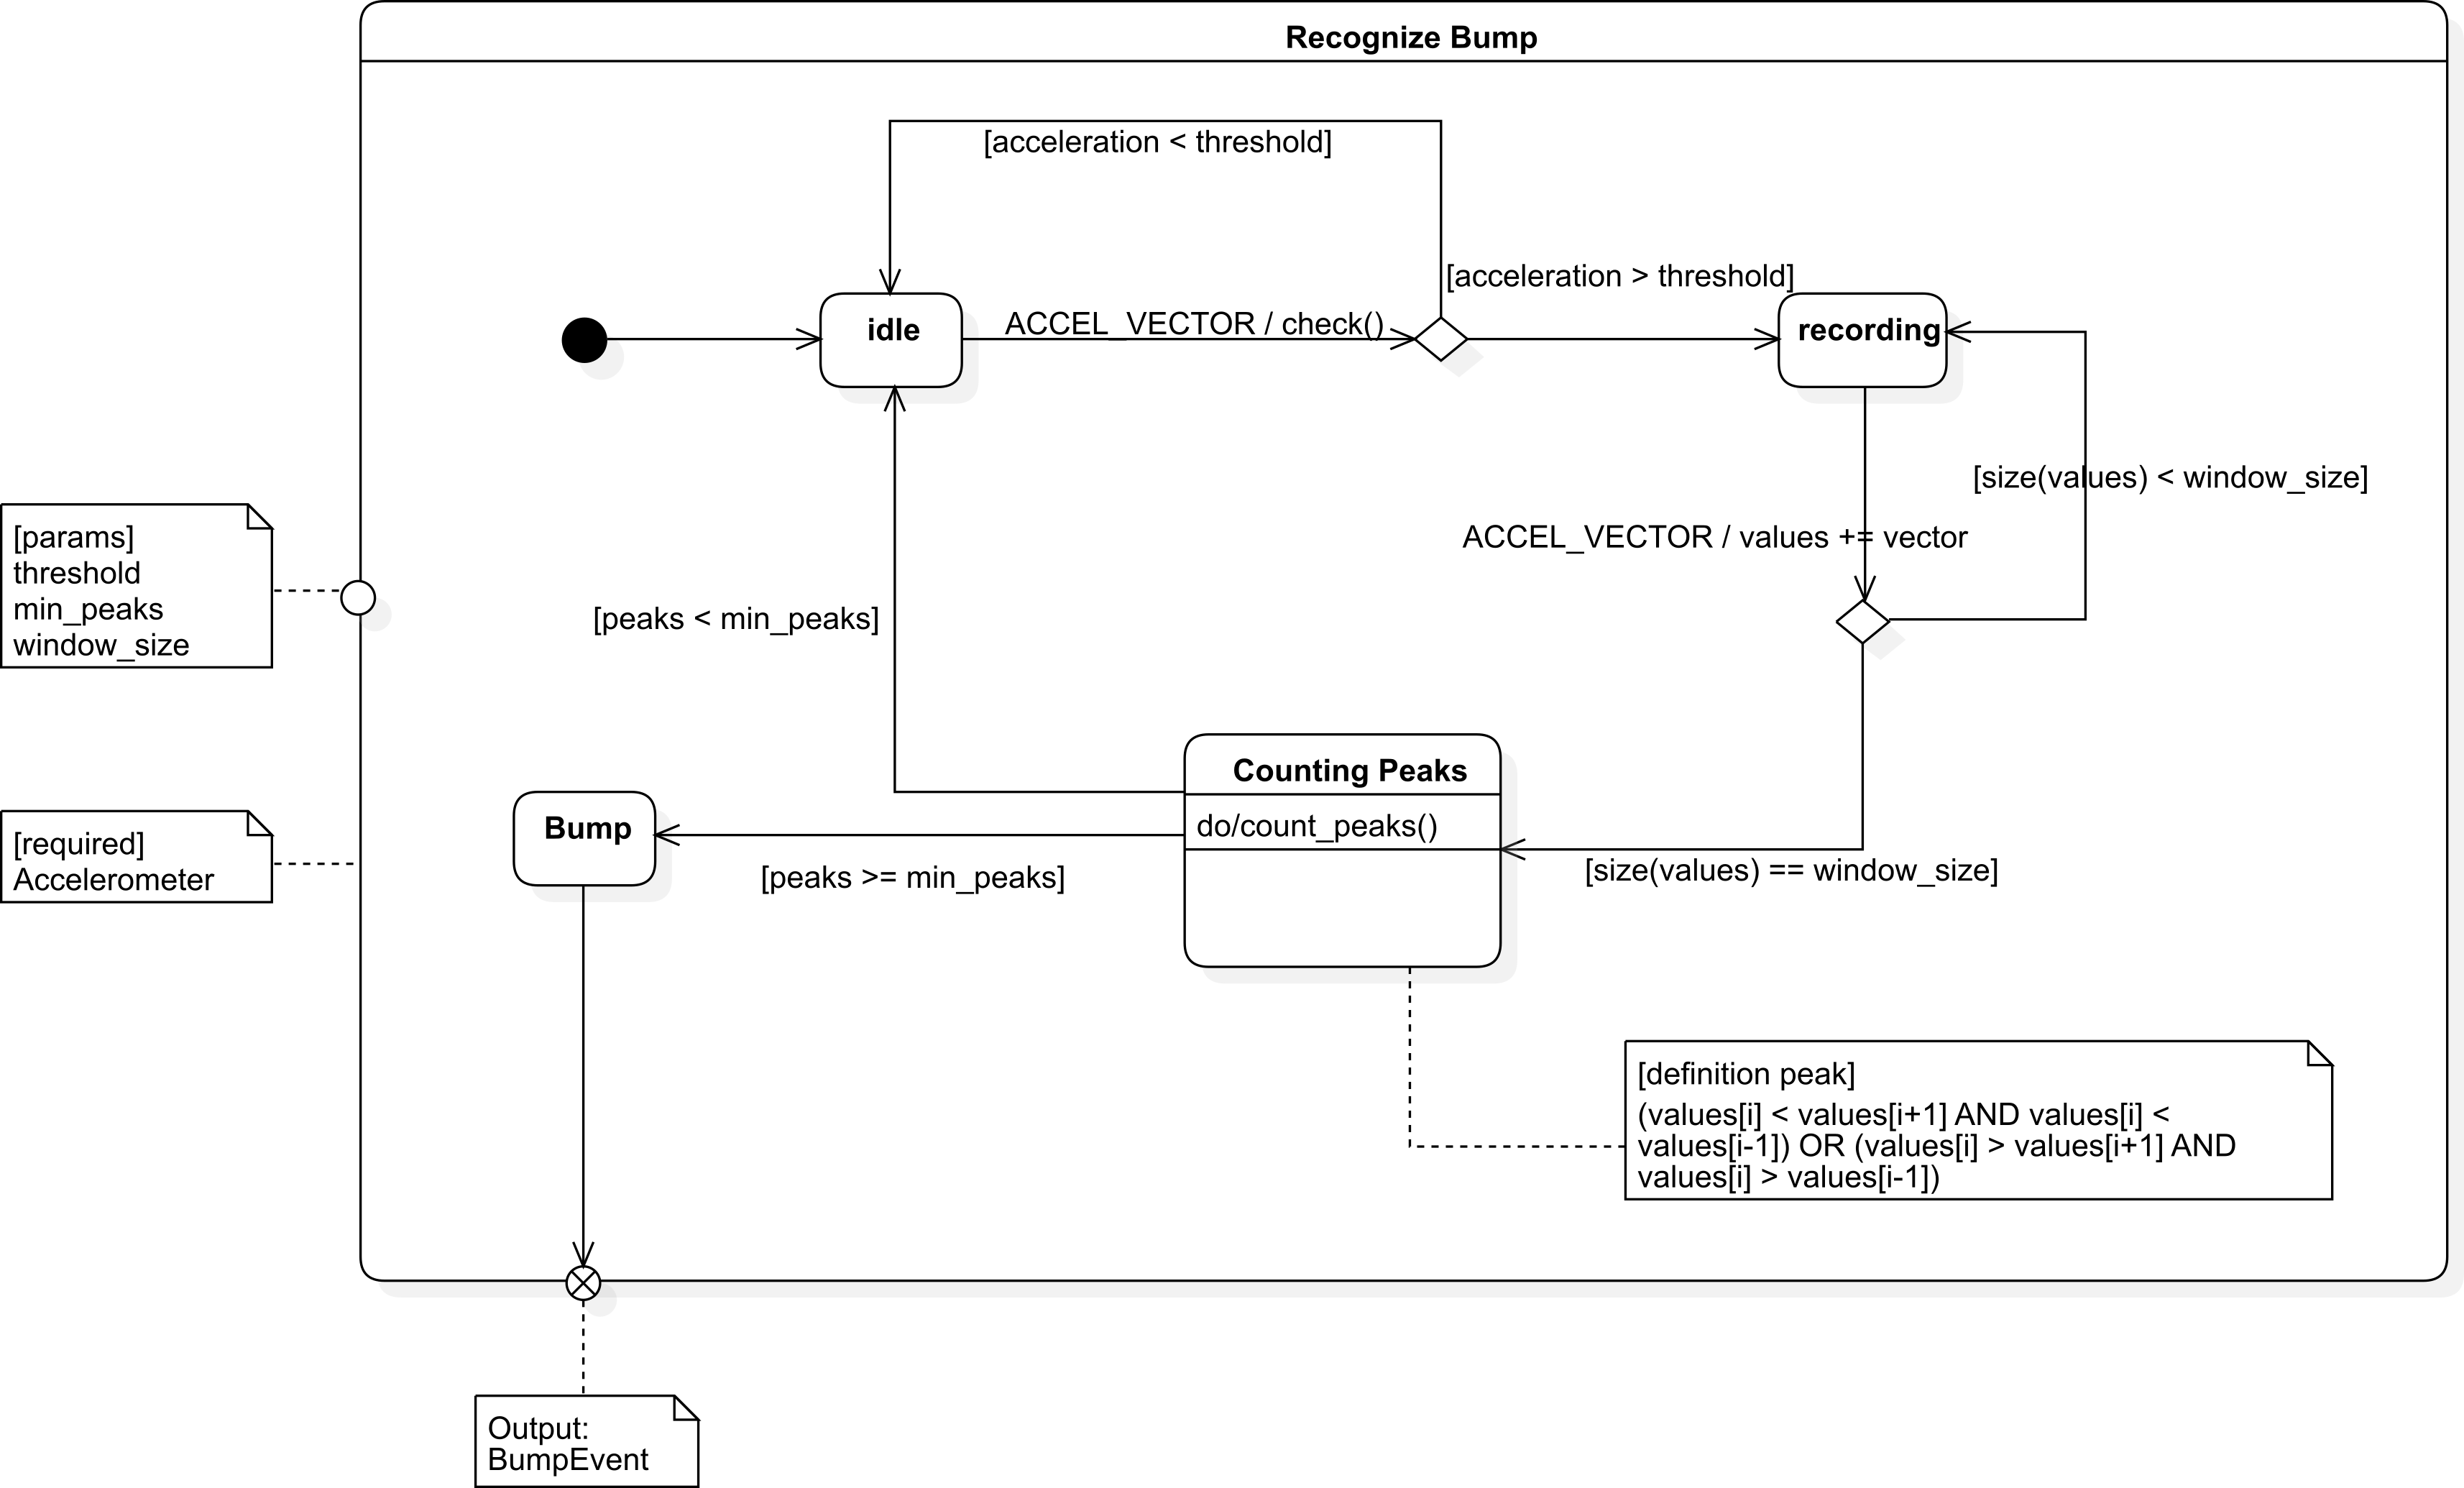 Recognize Bump
[acceleration < threshold]
[acceleration > threshold]
idle
ACCEL_VECTOR / check()
recording
[size(values) < window_size]
ACCEL_VECTOR / values += vector
[params]
threshold
min_peaks
window_size
[peaks < min_peaks]
Counting Peaks
do/count_peaks()
Bump
[required]
Accelerometer
[peaks >= min_peaks]
[size(values) == window_size]
[definition peak]
(values[i] < values[i+1] AND values[i] <
values[i-1]) OR (values[i] > values[i+1] AND
values[i] > values[i-1])
Output:
BumpEvent